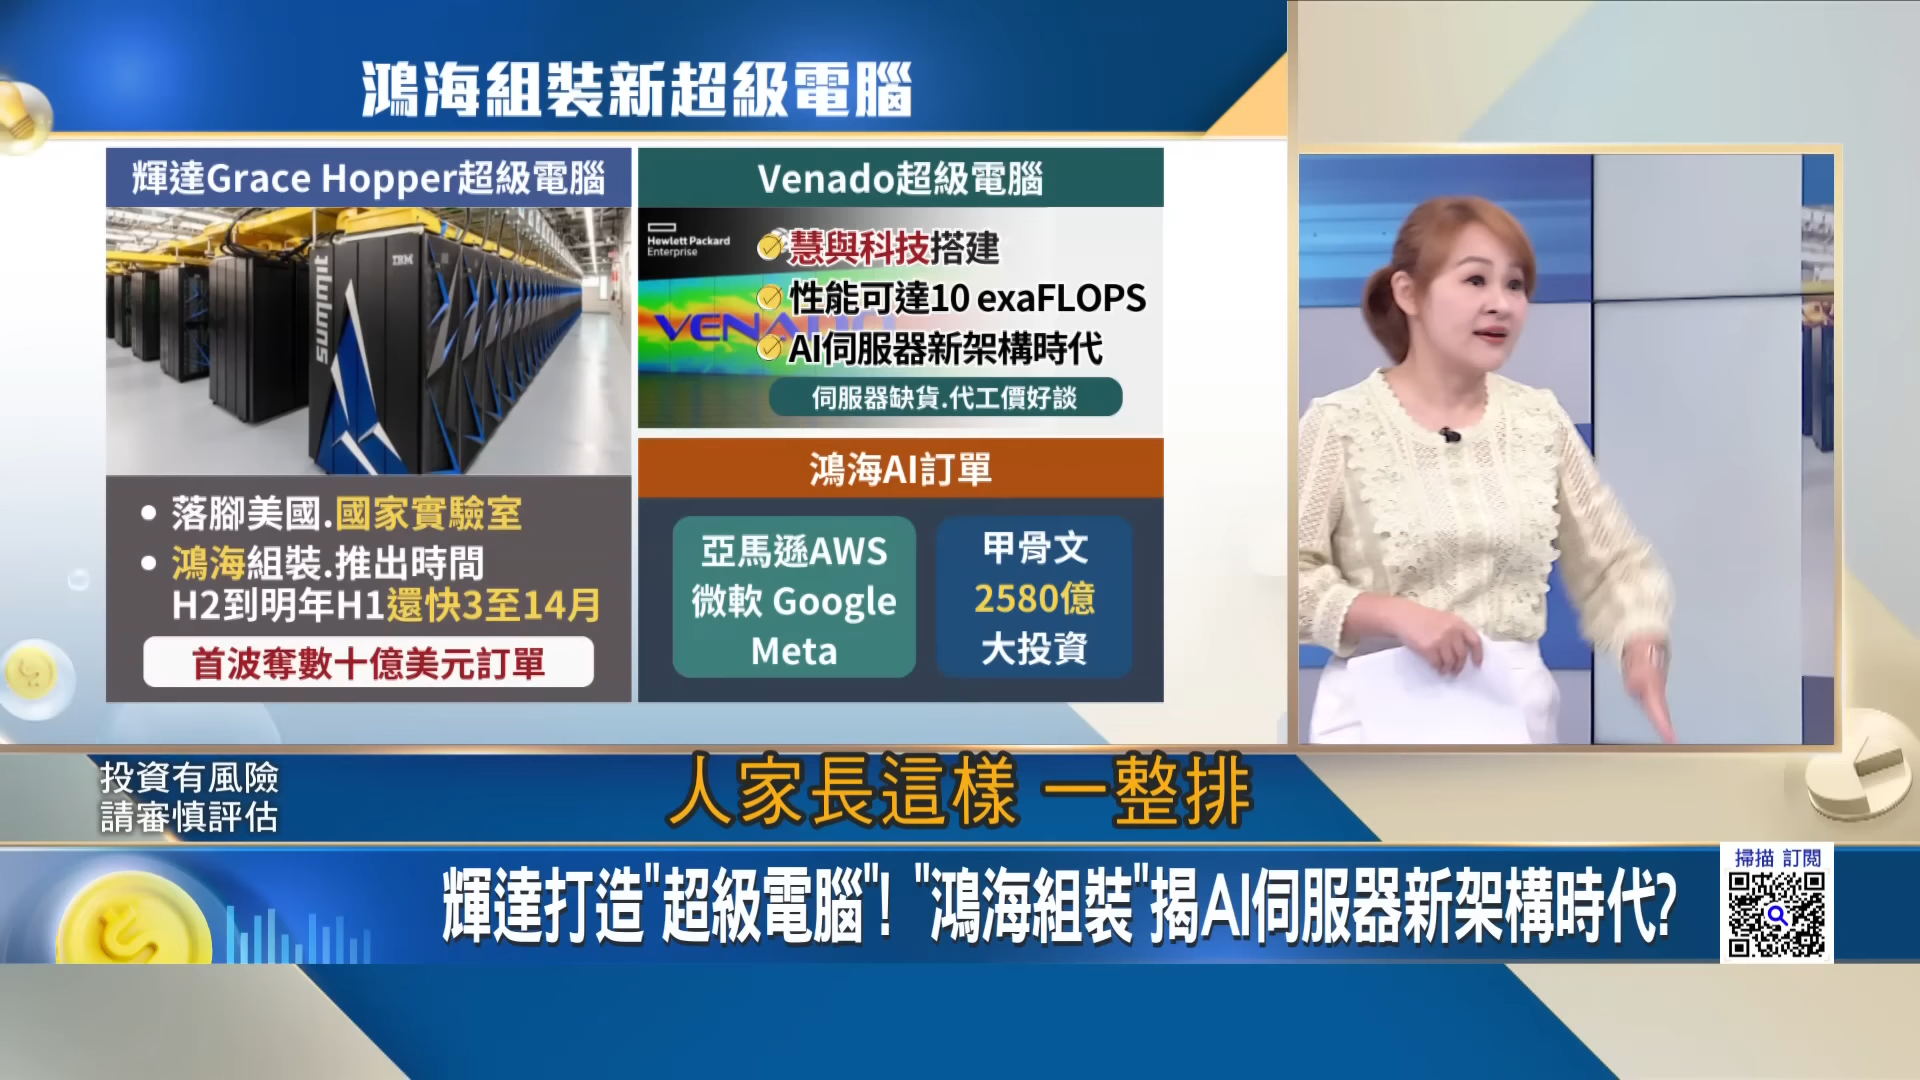 鴻海組裝新超級電腦
輝達Grace Hopper超級電腦
summit
IBM
落腳美國.國家實驗室
鴻海組裝.推出時間
H2到明年H1還快3至14月
首波奪數十億美元訂單
Venado超級電腦
Hewlett Packard
Enterprise
VENADO
慧與科技搭建
性能可達10 exaFLOPS
AI伺服器新架構時代
伺服器缺貨.代工價好談
鴻海AI訂單
亞馬遜AWS
微軟 Google
Meta
甲骨文
2580億
大投資
投資有風險
請審慎評估
人家長這樣 一整排
輝達打造"超級電腦"! "鴻海組裝"揭AI伺服器新架構時代?
掃描 訂閱